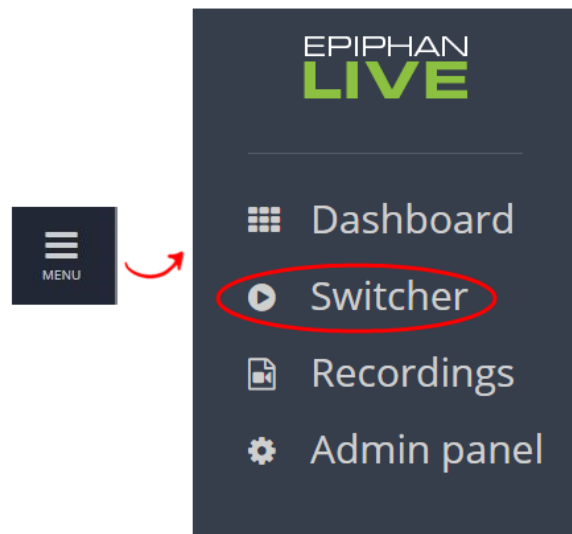 EPIPHAN
LIVE
MENU
Dashboard
Switcher
Recordings
Admin panel